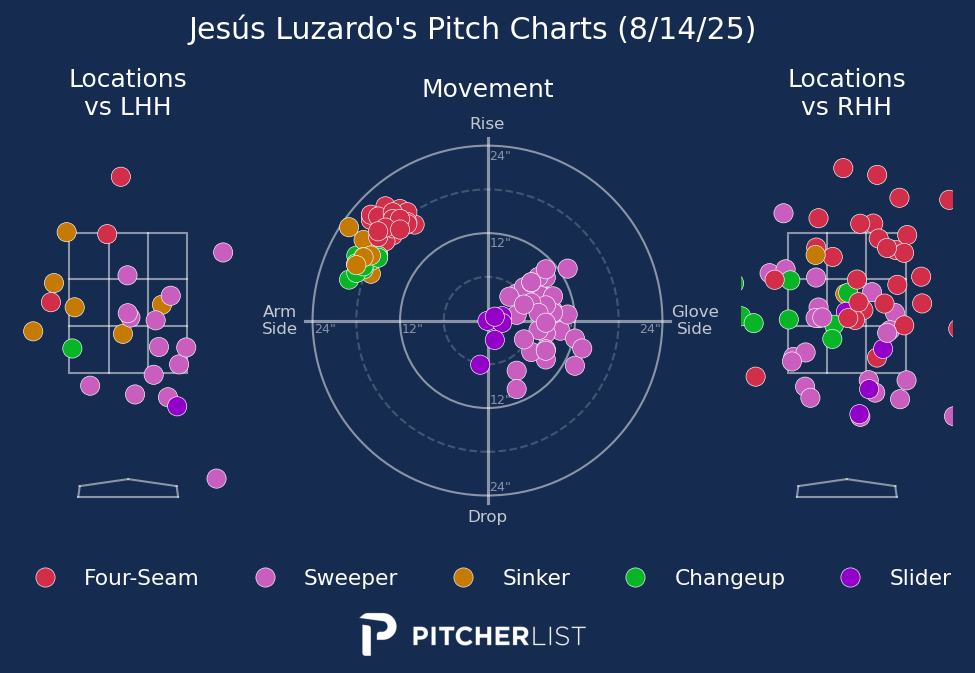 Jesús Luzardo's Pitch Charts (8/14/25)
Locations
vs LHH
Movement
Locations
vs RHH
Rise
24"
12"
Arm
Side
24"
12"
24"
Glove
Side
12"
24"
Drop
Four-Seam
Sweeper
Sinker
Changeup
Slider
PITCHERLIST